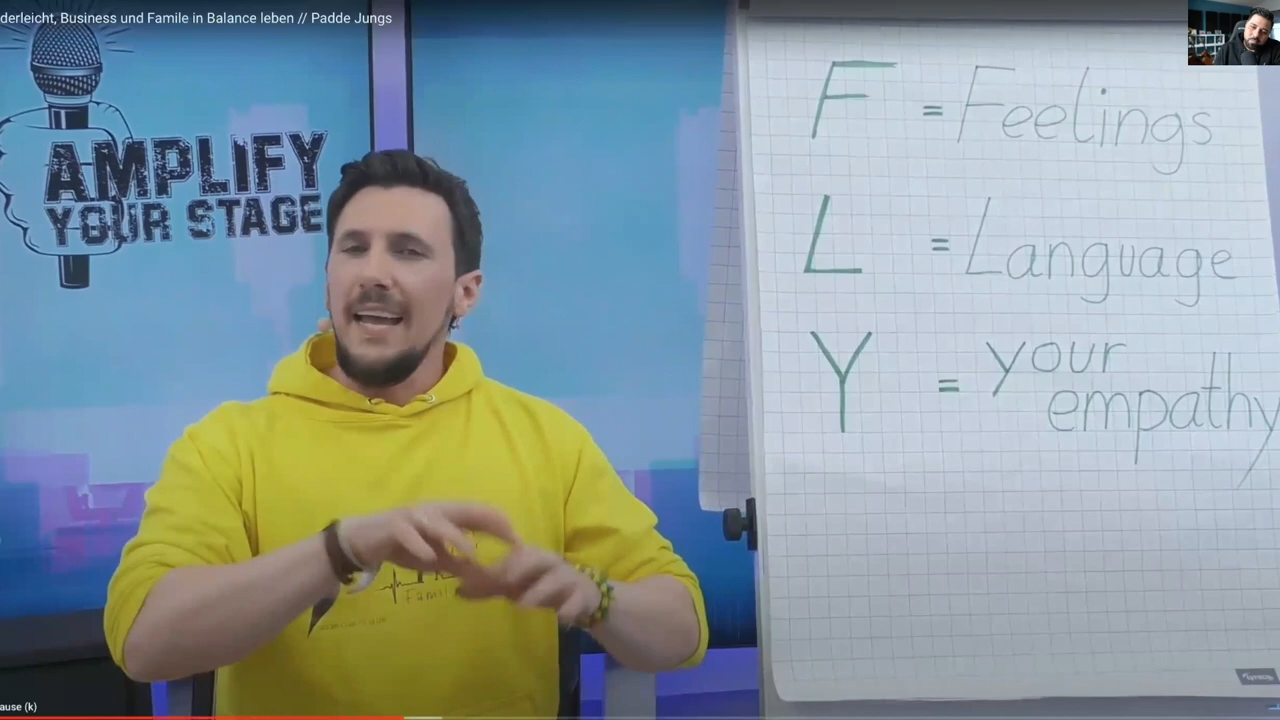 derleicht, Business und Famile in Balance leben // Padde Jungs
AMPLIFY
YOUR STAGE
F = Feelings
L = Language
Y = your
empathy
ause (k)